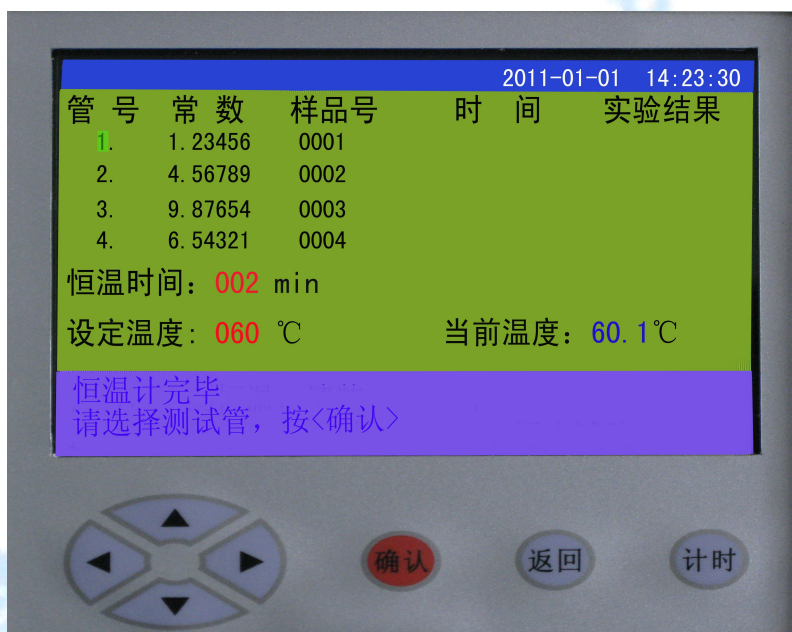 2011-01-01 14:23:30
管 号 常 数 样品号 时 间 实验结果
1. 1.23456 0001
2. 4.56789 0002
3. 9.87654 0003
4. 6.54321 0004
恒温时间：002 min
设定温度：060 ℃ 当前温度：60.1℃
恒温计完毕
请选择测试管，按<确认>
确认 返回 计时